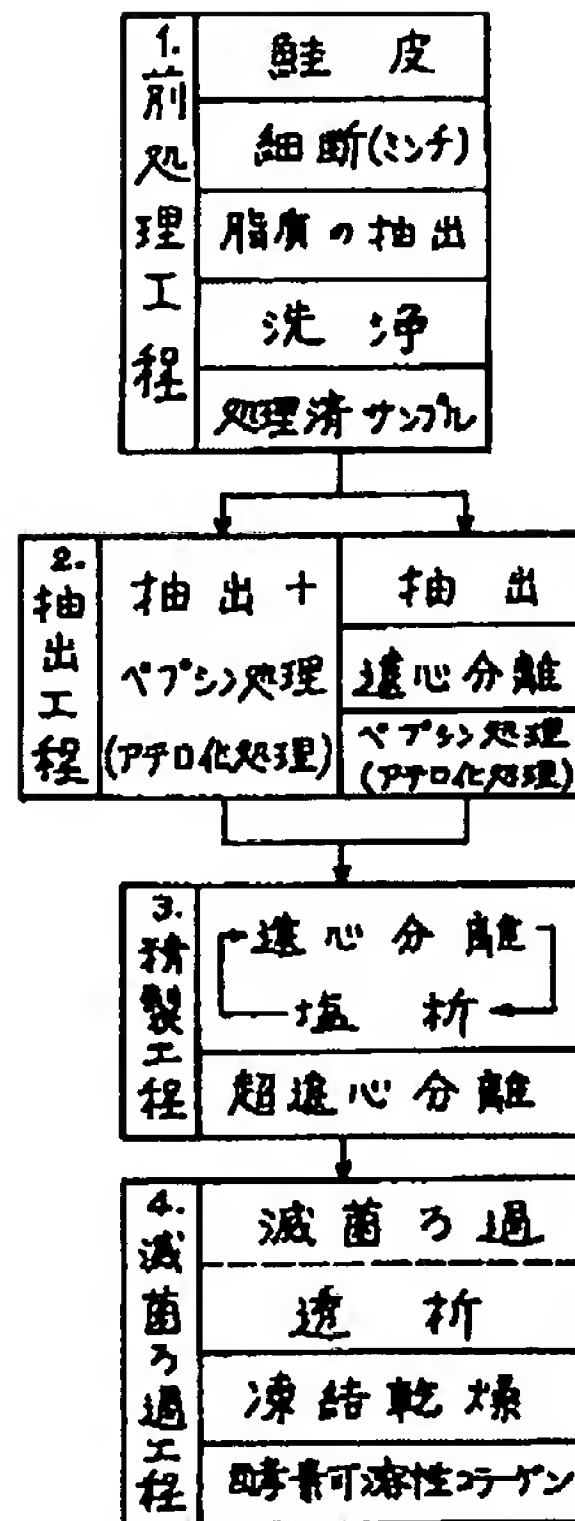 1.前処理工程
鮭皮
細断(ミンチ)
脂質の抽出
洗浄
処理済サンプル
2.抽出工程
抽出+
ペプシン処理
(アテロ化処理)
抽出
遠心分離
ペプシン処理
(アテロ化処理)
3.精製工程
遠心分離
塩析
超遠心分離
4.滅菌ろ過工程
滅菌ろ過
透析
凍結乾燥
酵素可溶性コラーゲン